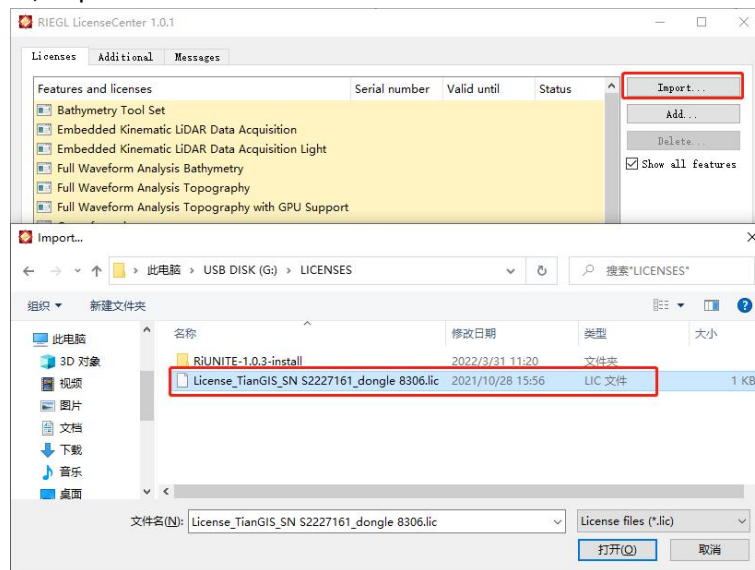 RIEGL LicenseCenter 1.0.1
Licenses Additional Messages
Features and licenses Serial number Valid until Status
Import...
Bathymetry Tool Set
Add...
Embedded Kinematic LiDAR Data Acquisition
Delete...
Embedded Kinematic LiDAR Data Acquisition Light
Show all features
Full Waveform Analysis Bathymetry
Full Waveform Analysis Topography
Full Waveform Analysis Topography with GPU Support
Import...
此电脑 › USB DISK (G:) › LICENSES
搜索"LICENSES"
组织 新建文件夹
名称 修改日期 类型 大小
此电脑
3D 对象
视频
图片
文档
下载
音乐
桌面
RiUNITE-1.0.3-install 2022/3/31 11:20 文件夹
License_TianGIS_SN S2227161_dongle 8306.lic 2021/10/28 15:56 LIC 文件 1 KB
文件名(N): License_TianGIS_SN S2227161_dongle 8306.lic License files (*.lic)
打开(O) 取消